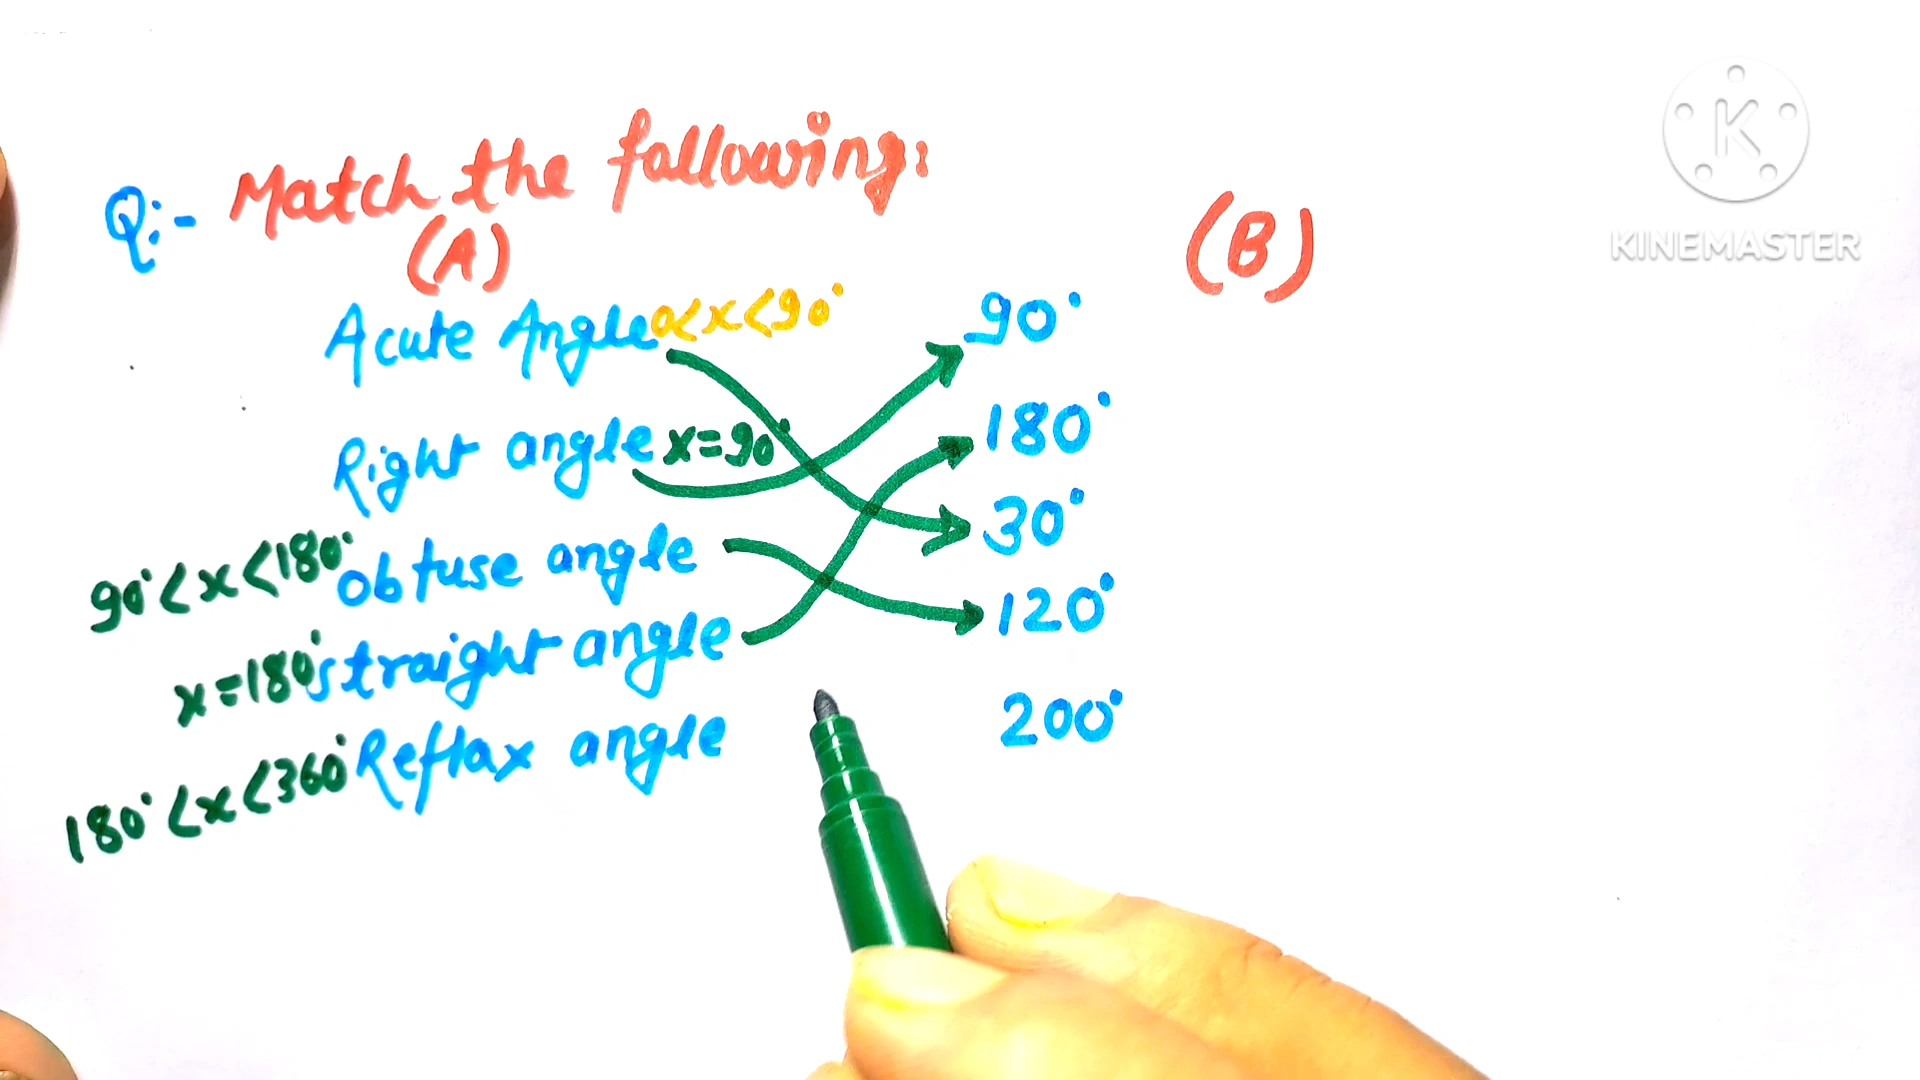 Q:- Match the following:
(A) (B)
Acute Angle 0<x<90° 90°
Right angle x=90° 180°
30°
90°<x<180° obtuse angle
120°
x=180° straight angle
200°
180°<x<360° Reflax angle
K
KINEMASTER